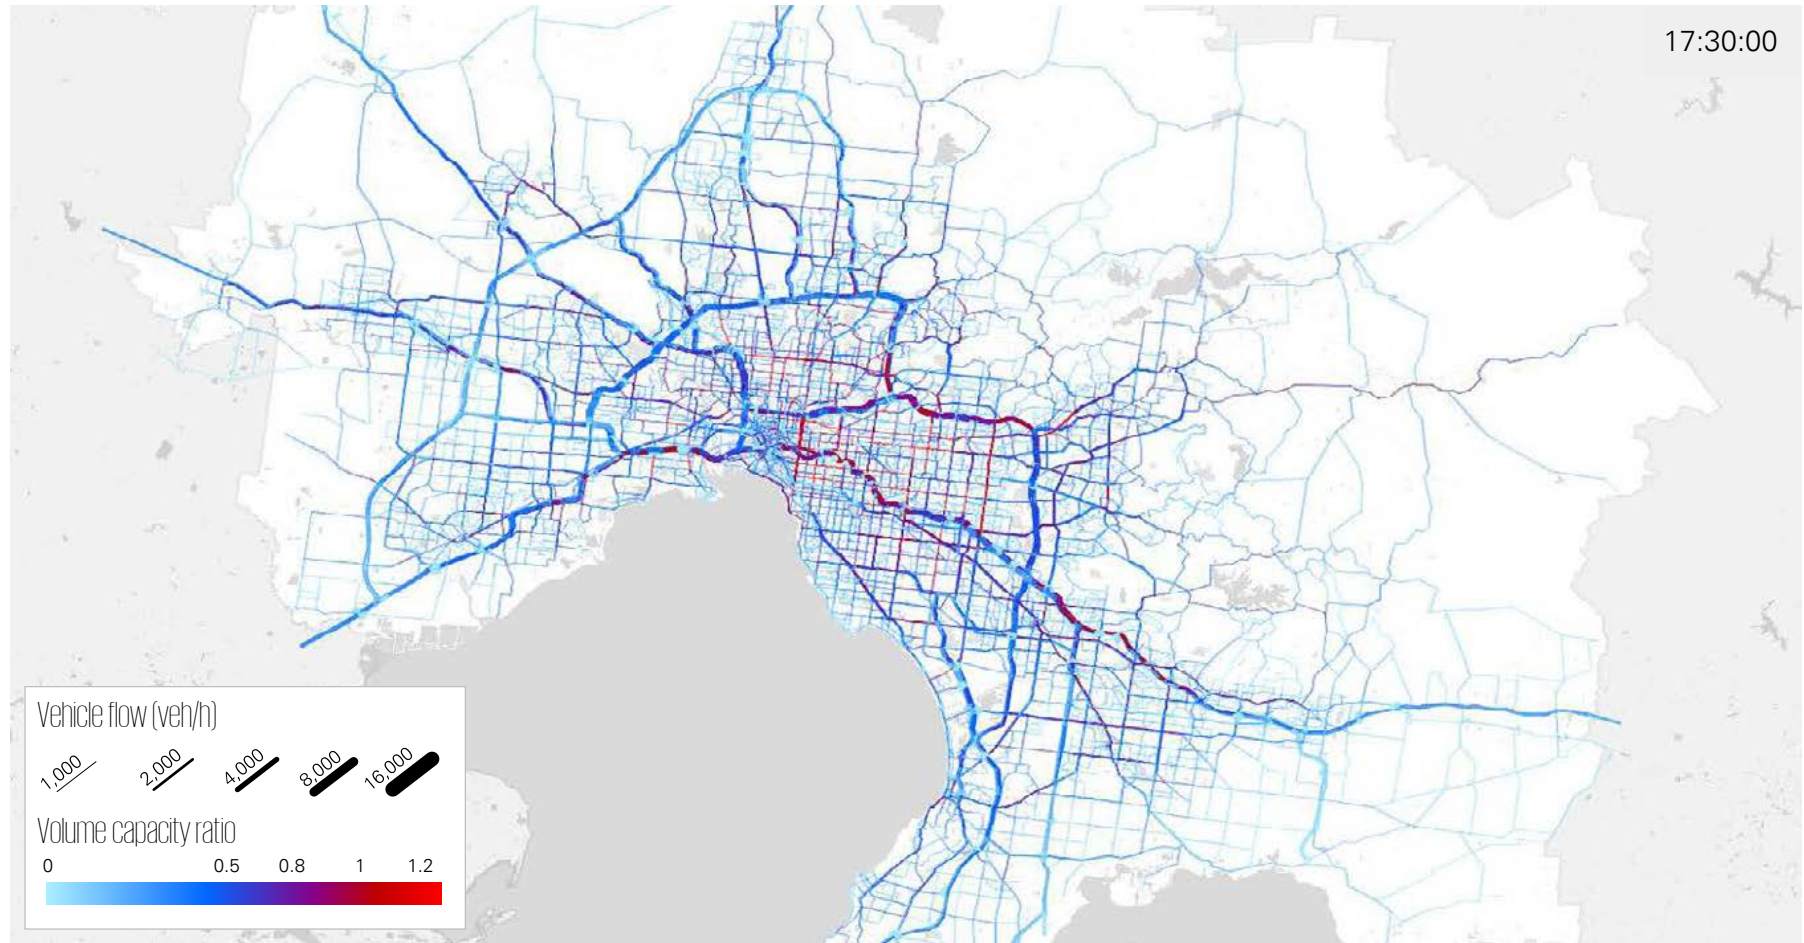 17:30:00
Vehicle flow (veh/h)
1,000 2,000 4,000 8,000 16,000
Volume capacity ratio
0 0.5 0.8 1 1.2